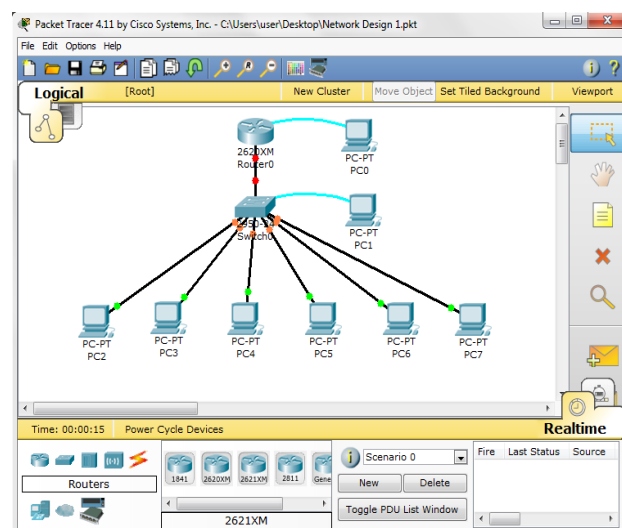 Packet Tracer 4.11 by Cisco Systems, Inc. - C:\Users\user\Desktop\Network Design 1.pkt
File Edit Options Help
Logical [Root] New Cluster Move Object Set Tiled Background Viewport
2620XM
Router0
PC-PT
PC0
2950-24
Switch0
PC-PT
PC1
PC-PT
PC2
PC-PT
PC3
PC-PT
PC4
PC-PT
PC5
PC-PT
PC6
PC-PT
PC7
Time: 00:00:15 Power Cycle Devices Realtime
Routers
1841 2620XM 2621XM 2811 Gene
2621XM
Scenario 0
New Delete
Toggle PDU List Window
Fire Last Status Source